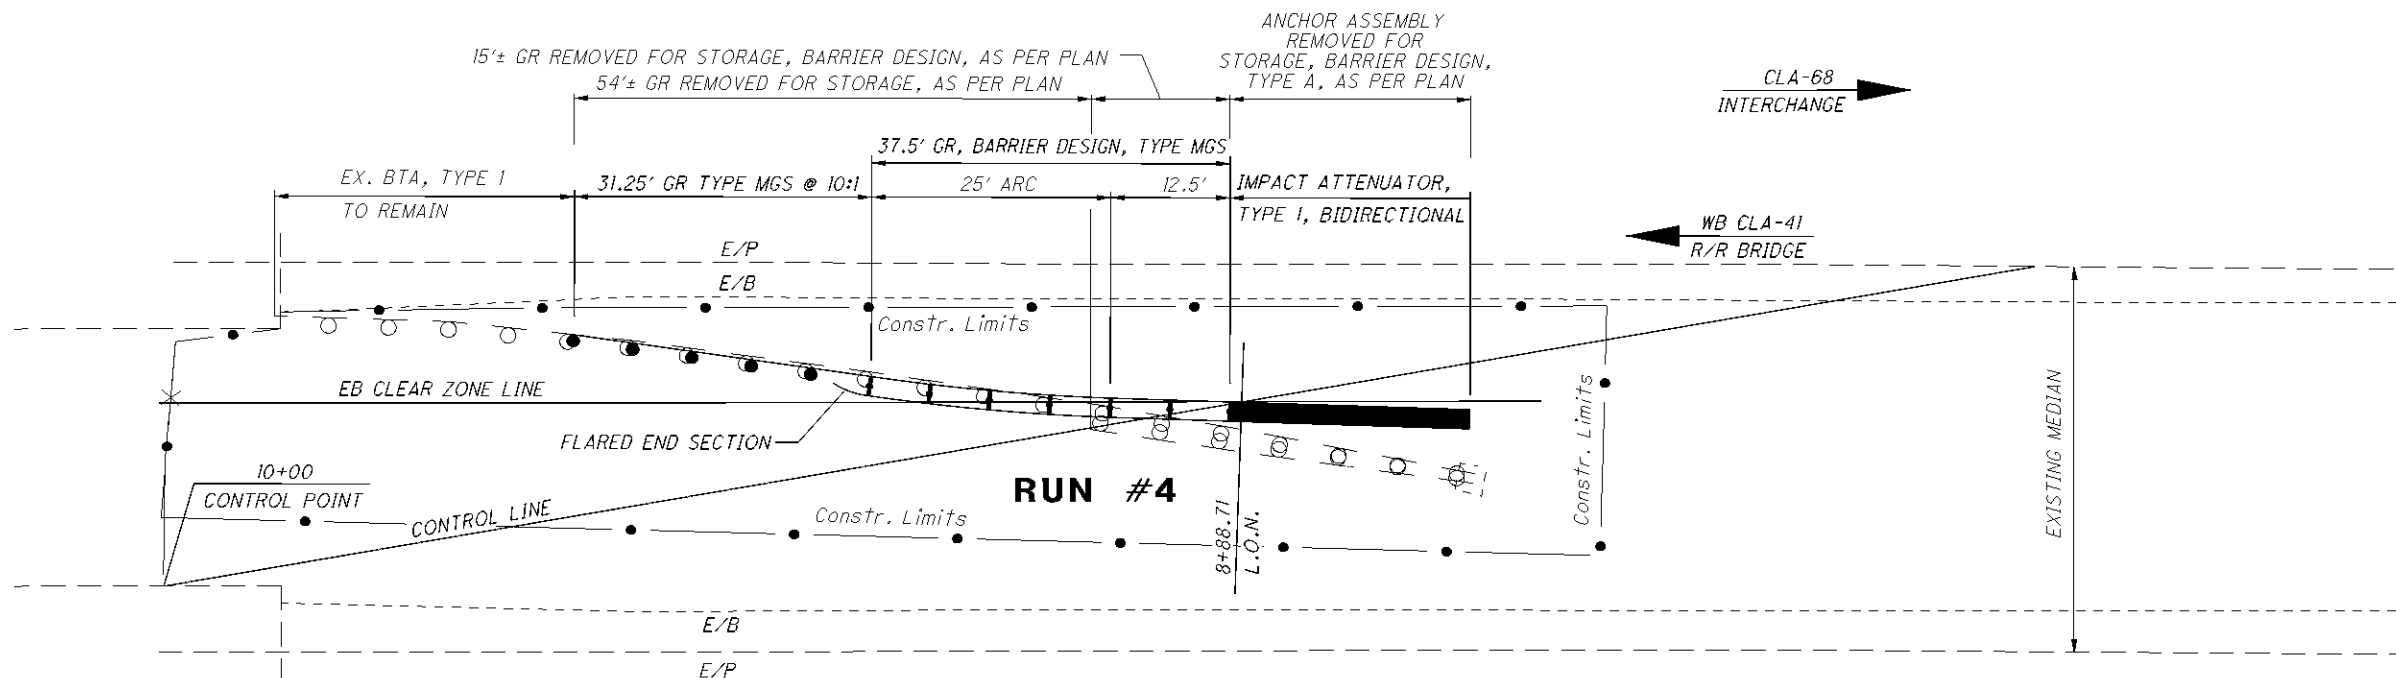 15'± GR REMOVED FOR STORAGE, BARRIER DESIGN, AS PER PLAN
54'± GR REMOVED FOR STORAGE, AS PER PLAN
ANCHOR ASSEMBLY
REMOVED FOR
STORAGE, BARRIER DESIGN,
TYPE A, AS PER PLAN
CLA-68
INTERCHANGE
37.5' GR, BARRIER DESIGN, TYPE MGS
EX. BTA, TYPE 1
TO REMAIN
31.25' GR TYPE MGS @ 10:1
25' ARC
12.5'
IMPACT ATTENUATOR,
TYPE 1, BIDIRECTIONAL
WB CLA-41
R/R BRIDGE
E/P
E/B
Constr. Limits
EB CLEAR ZONE LINE
FLARED END SECTION
10+00
CONTROL POINT
CONTROL LINE
RUN #4
Constr. Limits
8+88.71
L.O.N.
Constr. Limits
EXISTING MEDIAN
E/B
E/P